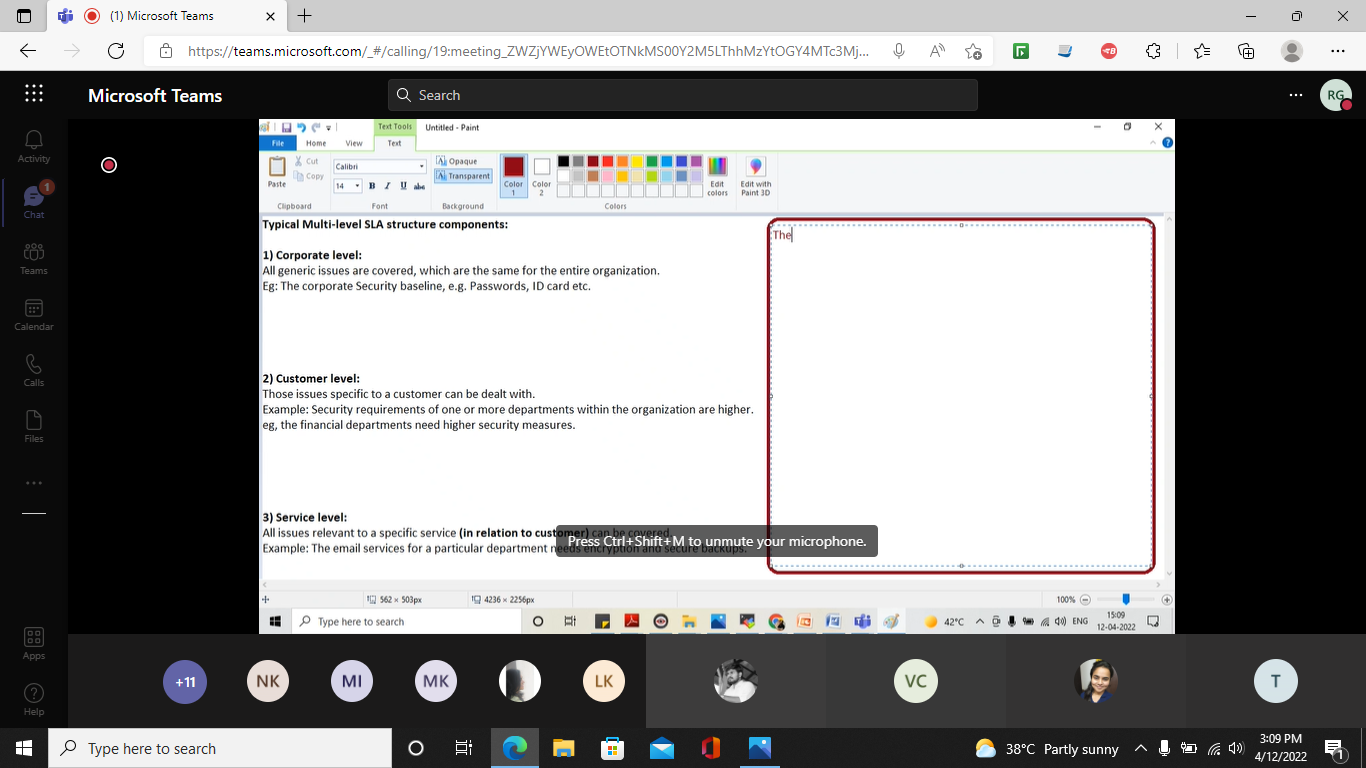 (1) Microsoft Teams
https://teams.microsoft.com/_#/calling/19:meeting_ZWZjYWEyOWEtOTNkMS00Y2M5LThhMzYtOGY4MTc3Mj...
Microsoft Teams
Search
RG
Activity
1
Chat
Teams
Calendar
Calls
Files
Apps
Help
Text Tools
Untitled - Paint
File Home View Text
Paste
Cut
Copy
Clipboard
Calibri
14
B I U abc
Font
A Opaque
A Transparent
Background
Color 1
Color 2
Colors
Edit colors
Edit with Paint 3D
Typical Multi-level SLA structure components:
1) Corporate level:
All generic issues are covered, which are the same for the entire organization.
Eg: The corporate Security baseline, e.g. Passwords, ID card etc.
2) Customer level:
Those issues specific to a customer can be dealt with.
Example: Security requirements of one or more departments within the organization are higher.
eg, the financial departments need higher security measures.
3) Service level:
All issues relevant to a specific service (in relation to customer) can be covered.
Example: The email services for a particular department needs encryption and secure backups.
The
Press Ctrl+Shift+M to unmute your microphone.
562 × 503px
4236 × 2256px
100%
Type here to search
42°C
ENG
15:09
12-04-2022
+11
NK
MI
MK
LK
VC
T
Type here to search
38°C Partly sunny
3:09 PM
4/12/2022
1